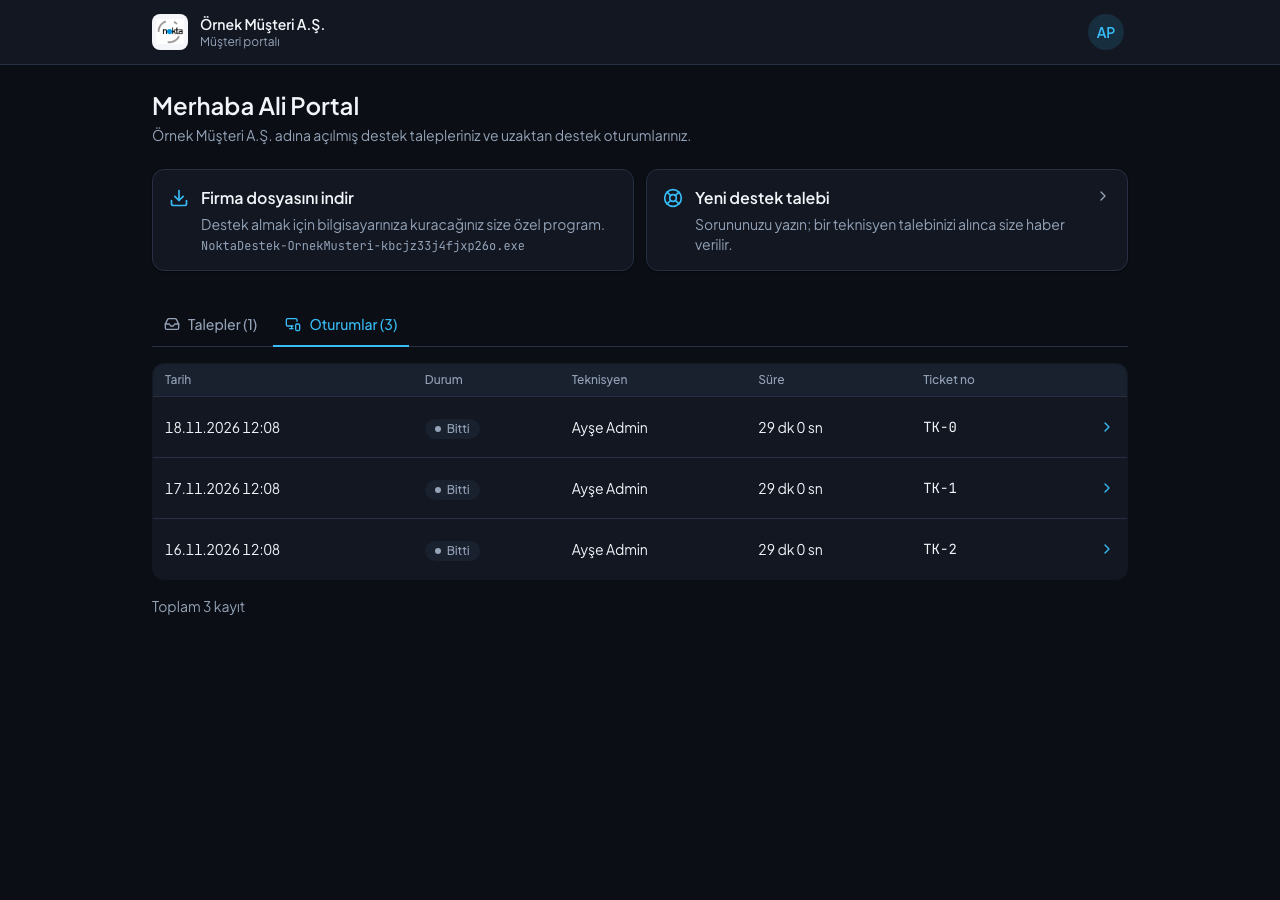 nokta
Örnek Müşteri A.Ş.
Müşteri portalı
AP
Merhaba Ali Portal
Örnek Müşteri A.Ş. adına açılmış destek talepleriniz ve uzaktan destek oturumlarınız.
Firma dosyasını indir
Destek almak için bilgisayarınıza kuracağınız size özel program.
NoktaDestek-OrnekMusteri-kbcjz33j4fjxp26o.exe
Yeni destek talebi
Sorununuzu yazın; bir teknisyen talebinizi alınca size haber
verilir.
Talepler (1) Oturumlar (3)
Tarih Durum Teknisyen Süre Ticket no
18.11.2026 12:08 Bitti Ayşe Admin 29 dk 0 sn TK-0
17.11.2026 12:08 Bitti Ayşe Admin 29 dk 0 sn TK-1
16.11.2026 12:08 Bitti Ayşe Admin 29 dk 0 sn TK-2
Toplam 3 kayıt